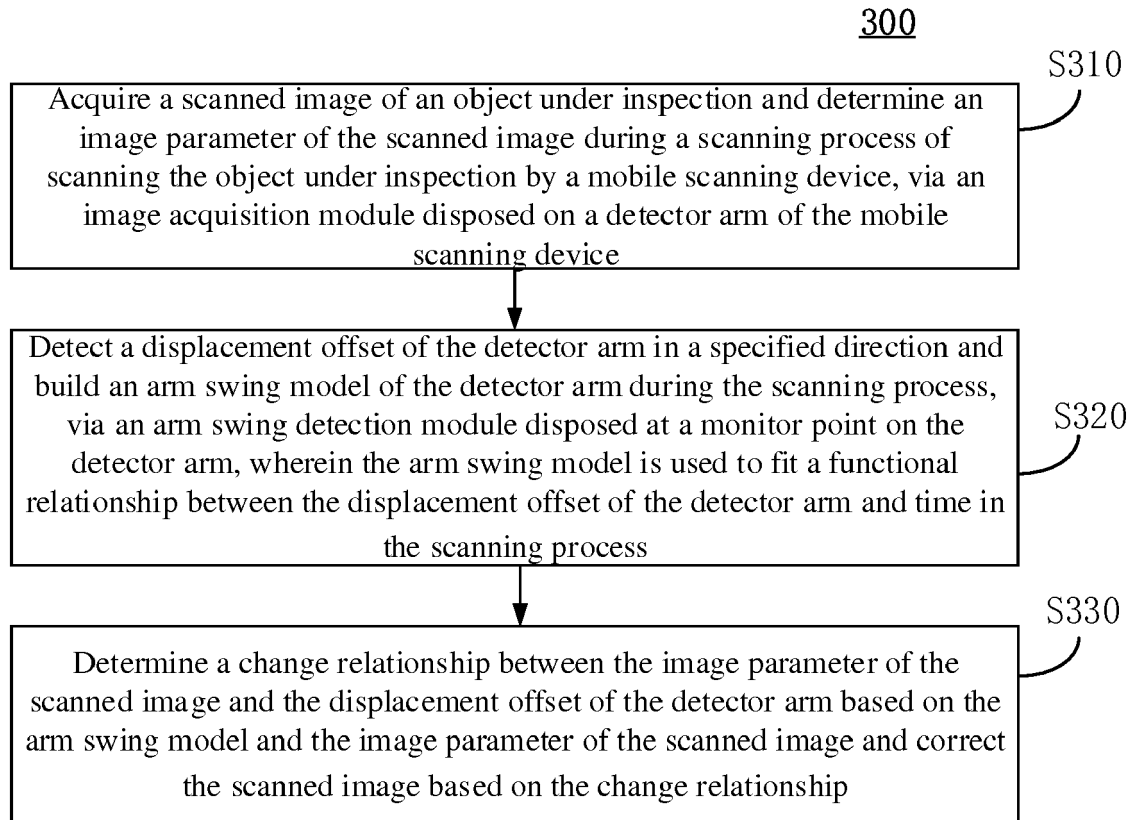 300
S310
Acquire a scanned image of an object under inspection and determine an
image parameter of the scanned image during a scanning process of
scanning the object under inspection by a mobile scanning device, via an
image acquisition module disposed on a detector arm of the mobile
scanning device
Detect a displacement offset of the detector arm in a specified direction and
build an arm swing model of the detector arm during the scanning process,
via an arm swing detection module disposed at a monitor point on the
detector arm, wherein the arm swing model is used to fit a functional
relationship between the displacement offset of the detector arm and time in
the scanning process
S320
S330
Determine a change relationship between the image parameter of the
scanned image and the displacement offset of the detector arm based on the
arm swing model and the image parameter of the scanned image and correct
the scanned image based on the change relationship